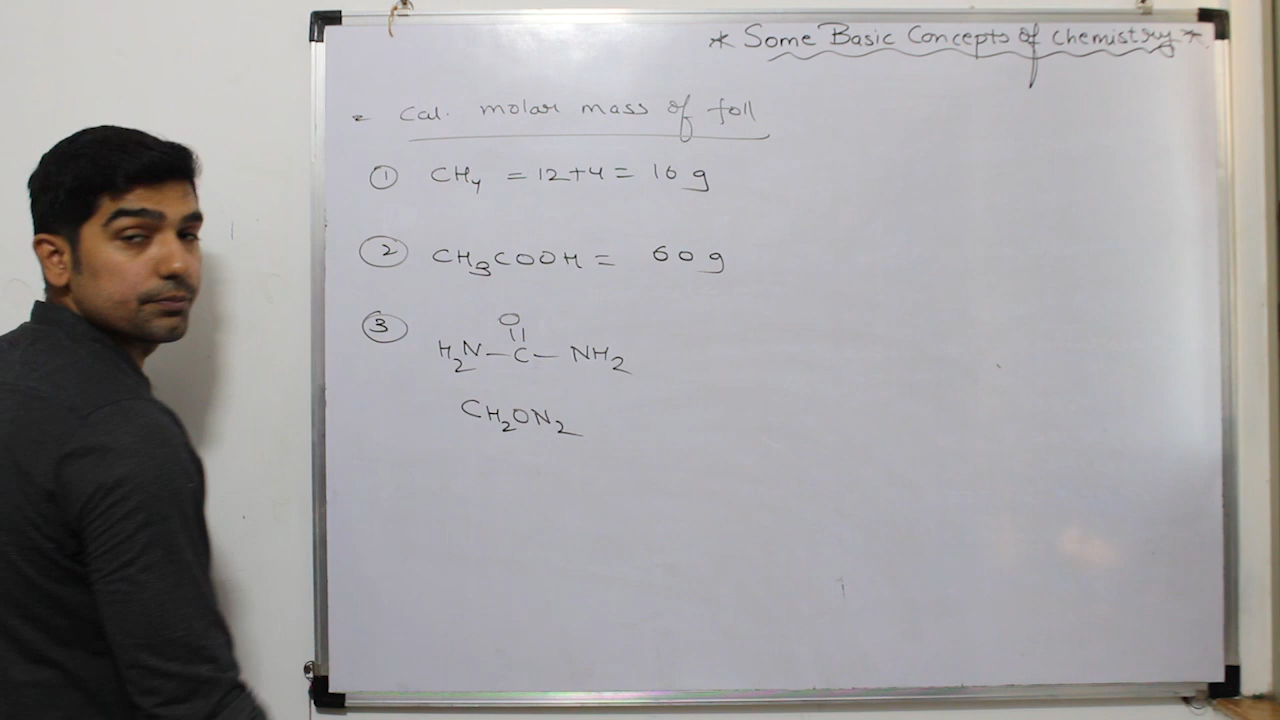 * Some Basic Concepts of Chemistry *
Cal. molar mass of foll
① CH₄ = 12+4 = 16 g
② CH₃COOH = 60 g
③
O
||
H₂N—C—NH₂
CH₂ON₂